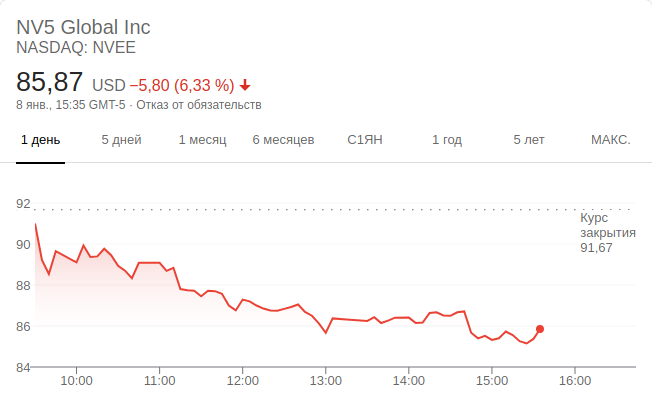 NV5 Global Inc
NASDAQ: NVEE
85,87 USD −5,80 (6,33 %)
8 янв., 15:35 GMT-5 · Отказ от обязательств
1 день 5 дней 1 месяц 6 месяцев С1ЯН 1 год 5 лет МАКС.
92
Курс
закрытия
91,67
90
88
86
84
10:00 11:00 12:00 13:00 14:00 15:00 16:00